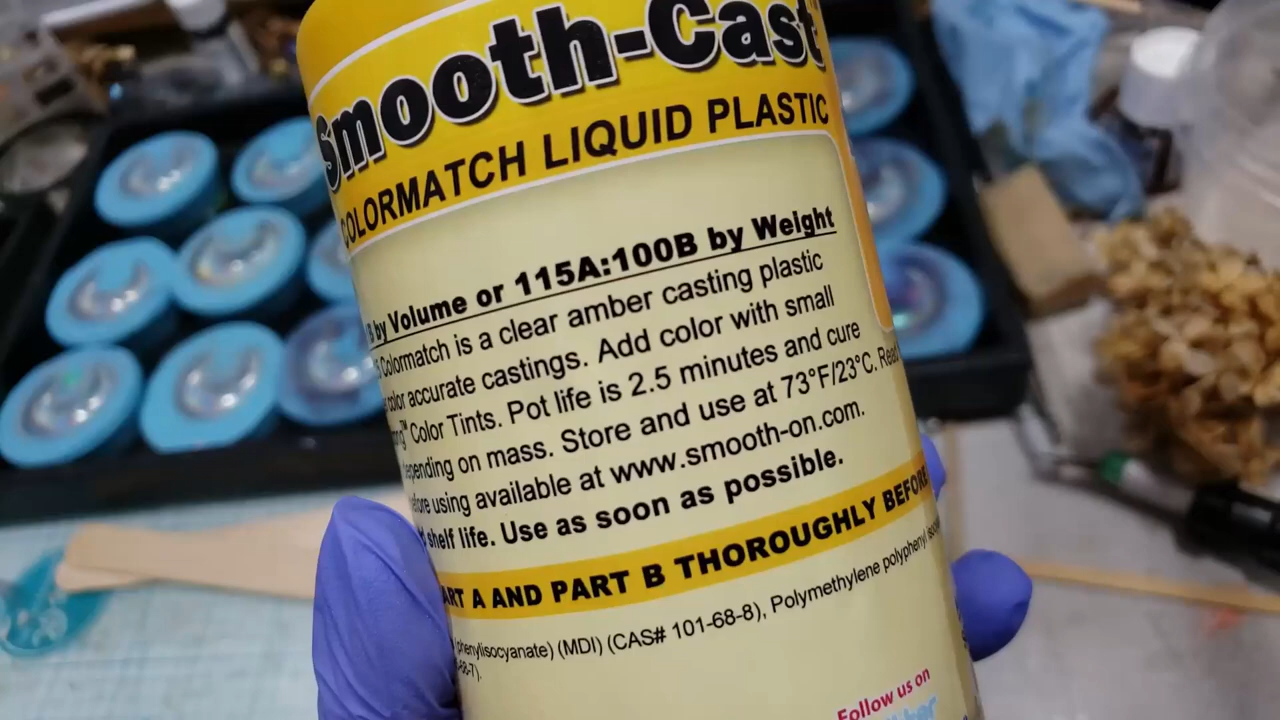 Smooth-Cast
COLORMATCH LIQUID PLASTIC
by Volume or 115A:100B by Weight
Colormatch is a clear amber casting plastic
color accurate castings. Add color with small
Color Tints. Pot life is 2.5 minutes and cure
depending on mass. Store and use at 73°F/23°C. Read
before using available at www.smooth-on.com.
shelf life. Use as soon as possible.
PART A AND PART B THOROUGHLY BEFORE
(phenylisocyanate) (MDI) (CAS# 101-68-8), Polymethylene polyphenyl
Follow us on